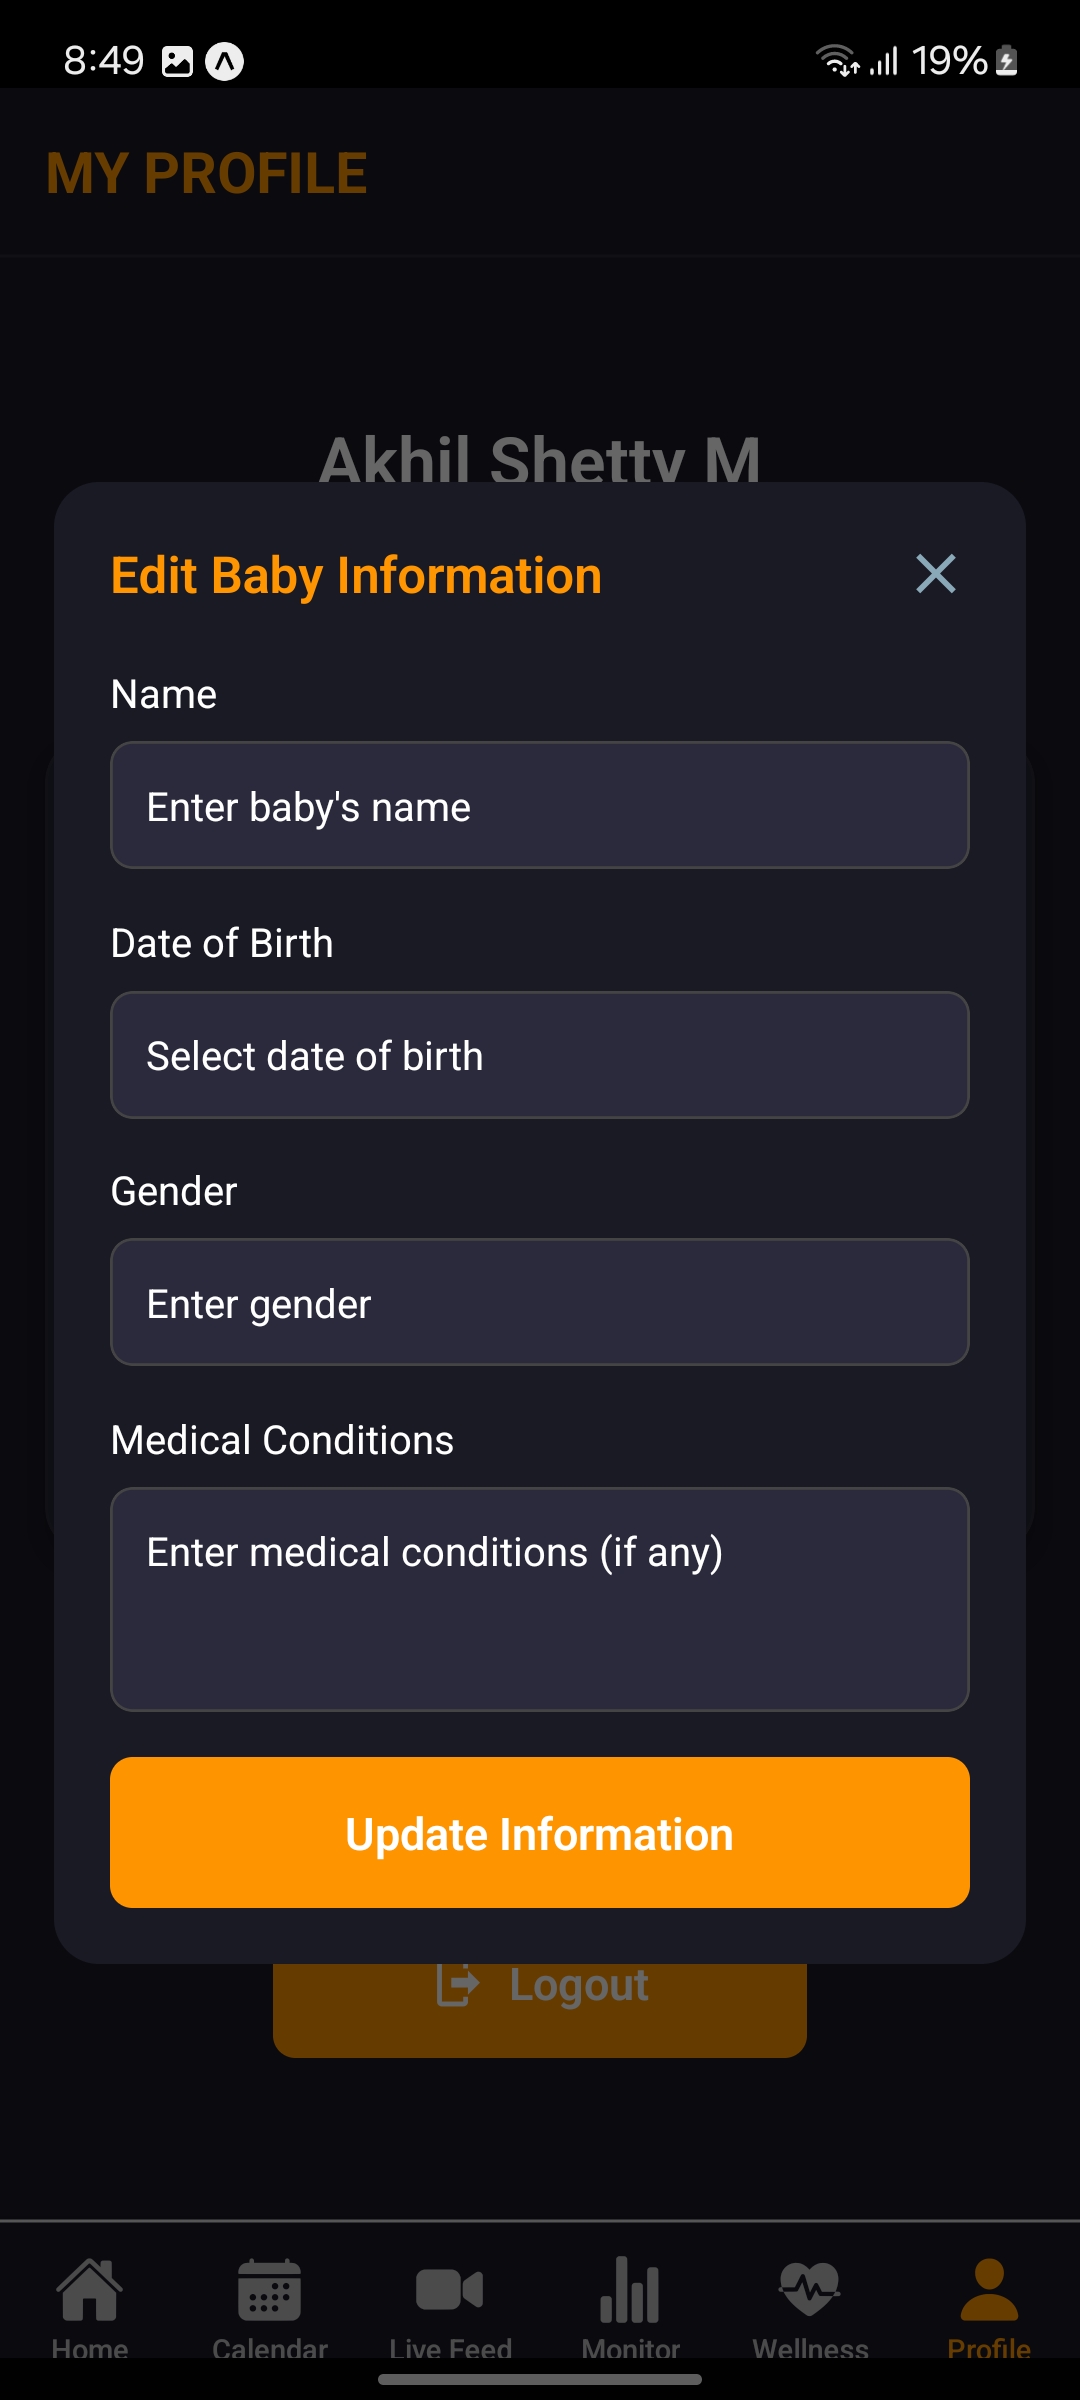 8:49 19%
MY PROFILE
Akhil Shetty M
Edit Baby Information
Name
Enter baby's name
Date of Birth
Select date of birth
Gender
Enter gender
Medical Conditions
Enter medical conditions (if any)
Update Information
Logout
Home Calendar Live Feed Monitor Wellness Profile